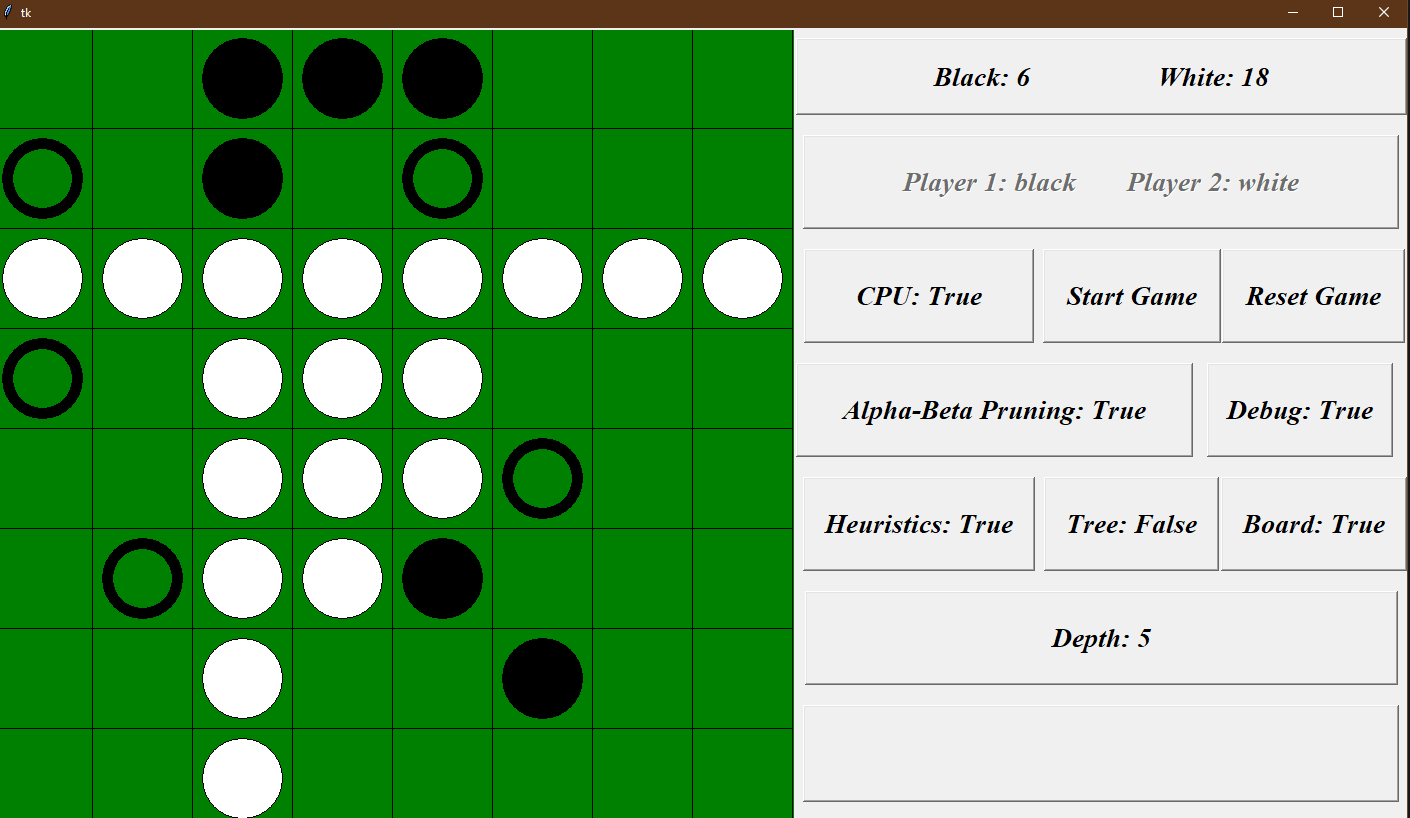 tk
Black: 6 White: 18
Player 1: black Player 2: white
CPU: True Start Game Reset Game
Alpha-Beta Pruning: True Debug: True
Heuristics: True Tree: False Board: True
Depth: 5